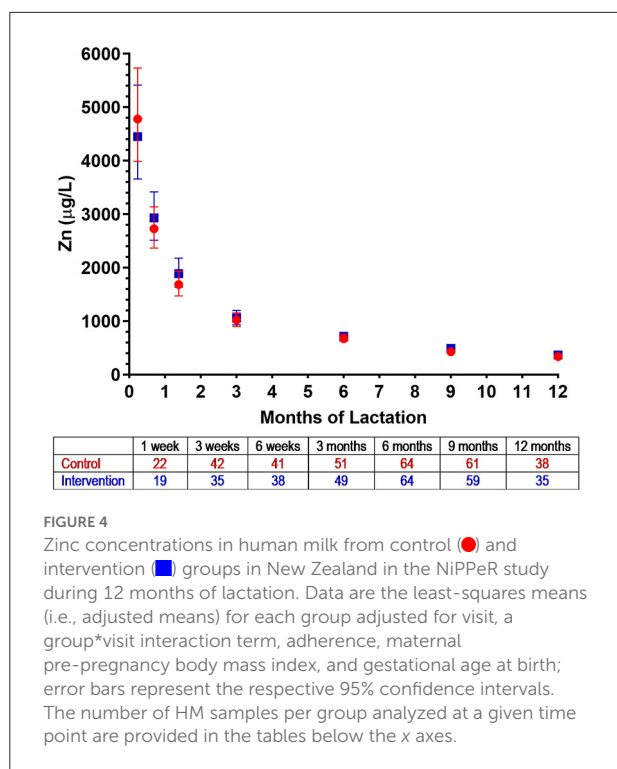 6000
5000
4000
3000
2000
1000
0
Zn (µg/L)
0 1 2 3 4 5 6 7 8 9 10 11 12
Months of Lactation
1 week 3 weeks 6 weeks 3 months 6 months 9 months 12 months
Control 22 42 41 51 64 61 38
Intervention 19 35 38 49 64 59 35
FIGURE 4
Zinc concentrations in human milk from control (●) and
intervention (■) groups in New Zealand in the NiPPeR study
during 12 months of lactation. Data are the least-squares means
(i.e., adjusted means) for each group adjusted for visit, a
group*visit interaction term, adherence, maternal
pre-pregnancy body mass index, and gestational age at birth;
error bars represent the respective 95% confidence intervals.
The number of HM samples per group analyzed at a given time
point are provided in the tables below the x axes.